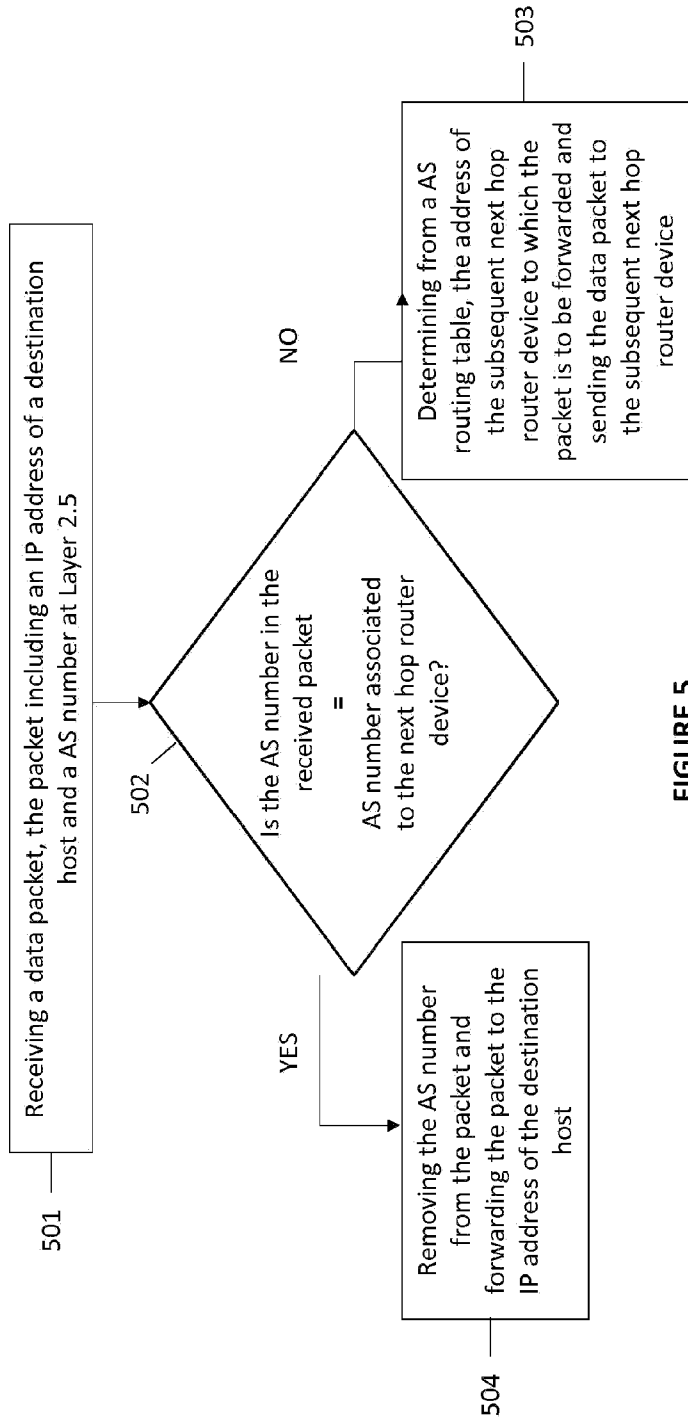 501
Receiving a data packet, the packet including an IP address of a destination
host and a AS number at Layer 2.5
502
Is the AS number in the
received packet
=
AS number associated
to the next hop router
device?
YES
NO
504
Removing the AS number
from the packet and
forwarding the packet to the
IP address of the destination
host
Determining from a AS
routing table, the address of
the subsequent next hop
router device to which the
packet is to be forwarded and
sending the data packet to
the subsequent next hop
router device
503
FIGURE 5